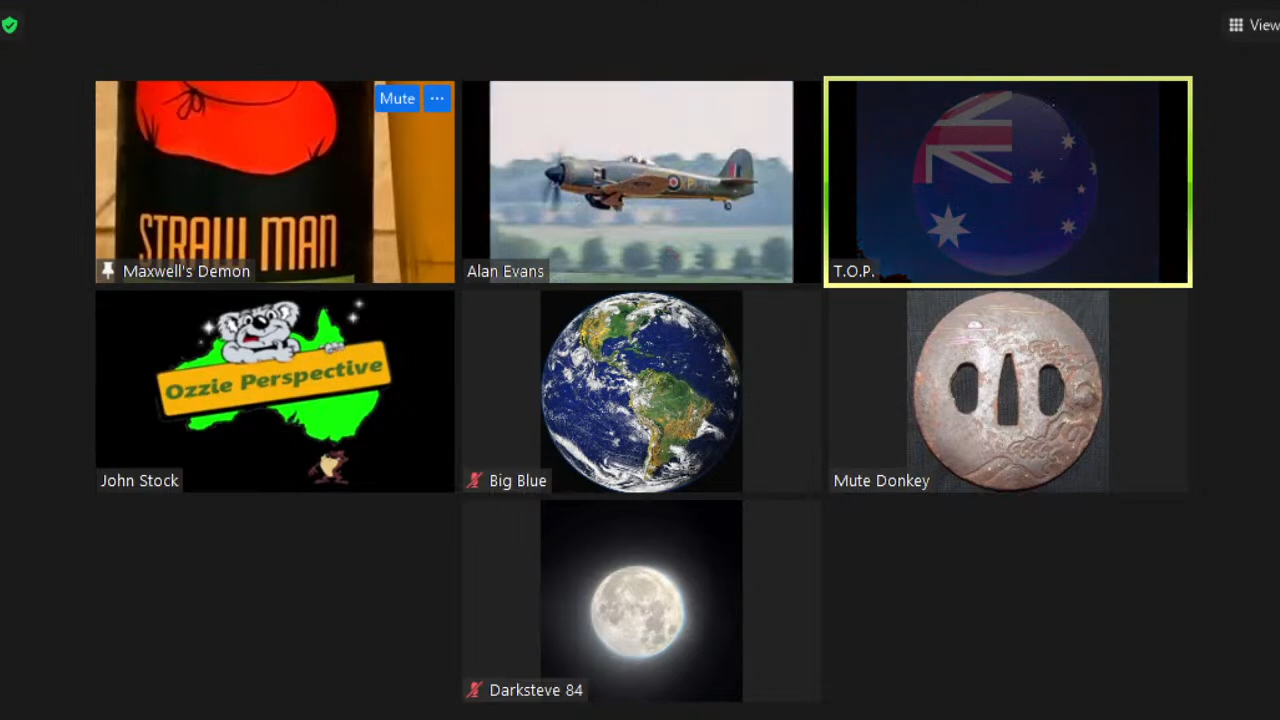 View
Mute ...
STRAW MAN
Maxwell's Demon
Alan Evans
T.O.P.
Ozzie Perspective
John Stock
Big Blue
Mute Donkey
Darksteve 84